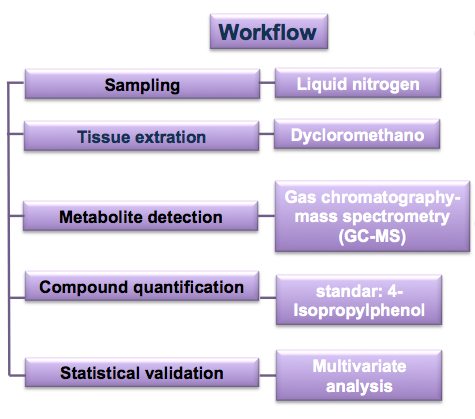 Workflow
Sampling
Liquid nitrogen
Tissue extration
Dycloromethano
Metabolite detection
Gas chromatography-
mass spectrometry
(GC-MS)
Compound quantification
standar: 4-
Isopropylphenol
Statistical validation
Multivariate
analysis